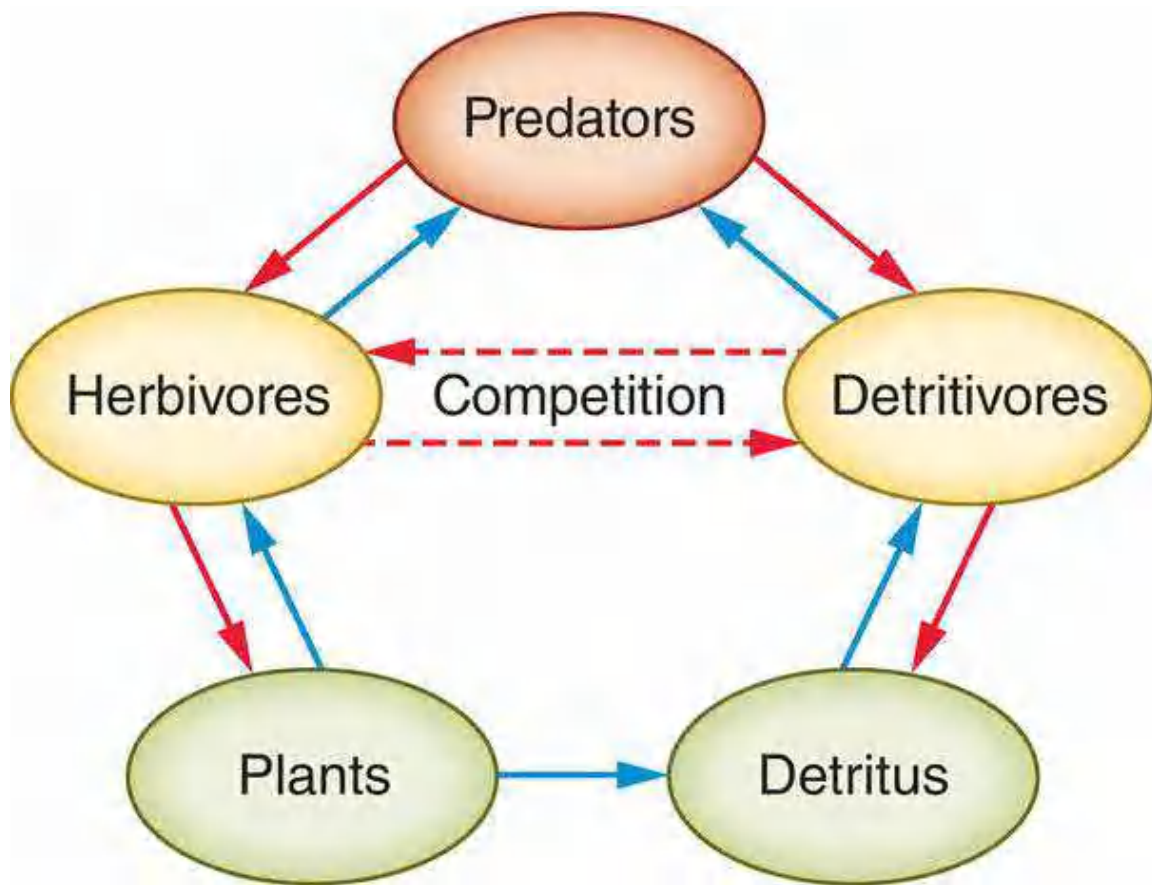 Predators
Herbivores
Competition
Detritivores
Plants
Detritus